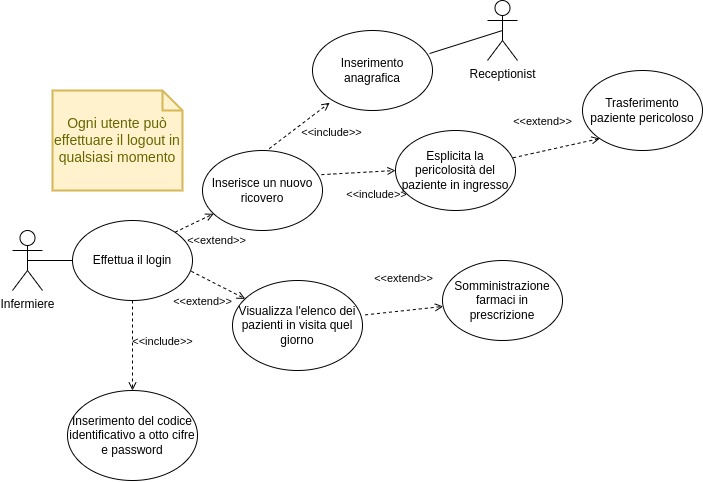 Inserimento
anagrafica
Receptionist
Ogni utente può
effettuare il logout in
qualsiasi momento
Trasferimento
paziente pericoloso
<<extend>>
<<include>>
Esplicita la
pericolosità del
paziente in ingresso
Inserisce un nuovo
ricovero
<<include>>
<<extend>>
Effettua il login
Infermiere
<<extend>>
<<extend>>
Somministrazione
farmaci in
prescrizione
Visualizza l'elenco dei
pazienti in visita quel
giorno
<<include>>
Inserimento del codice
identificativo a otto cifre
e password